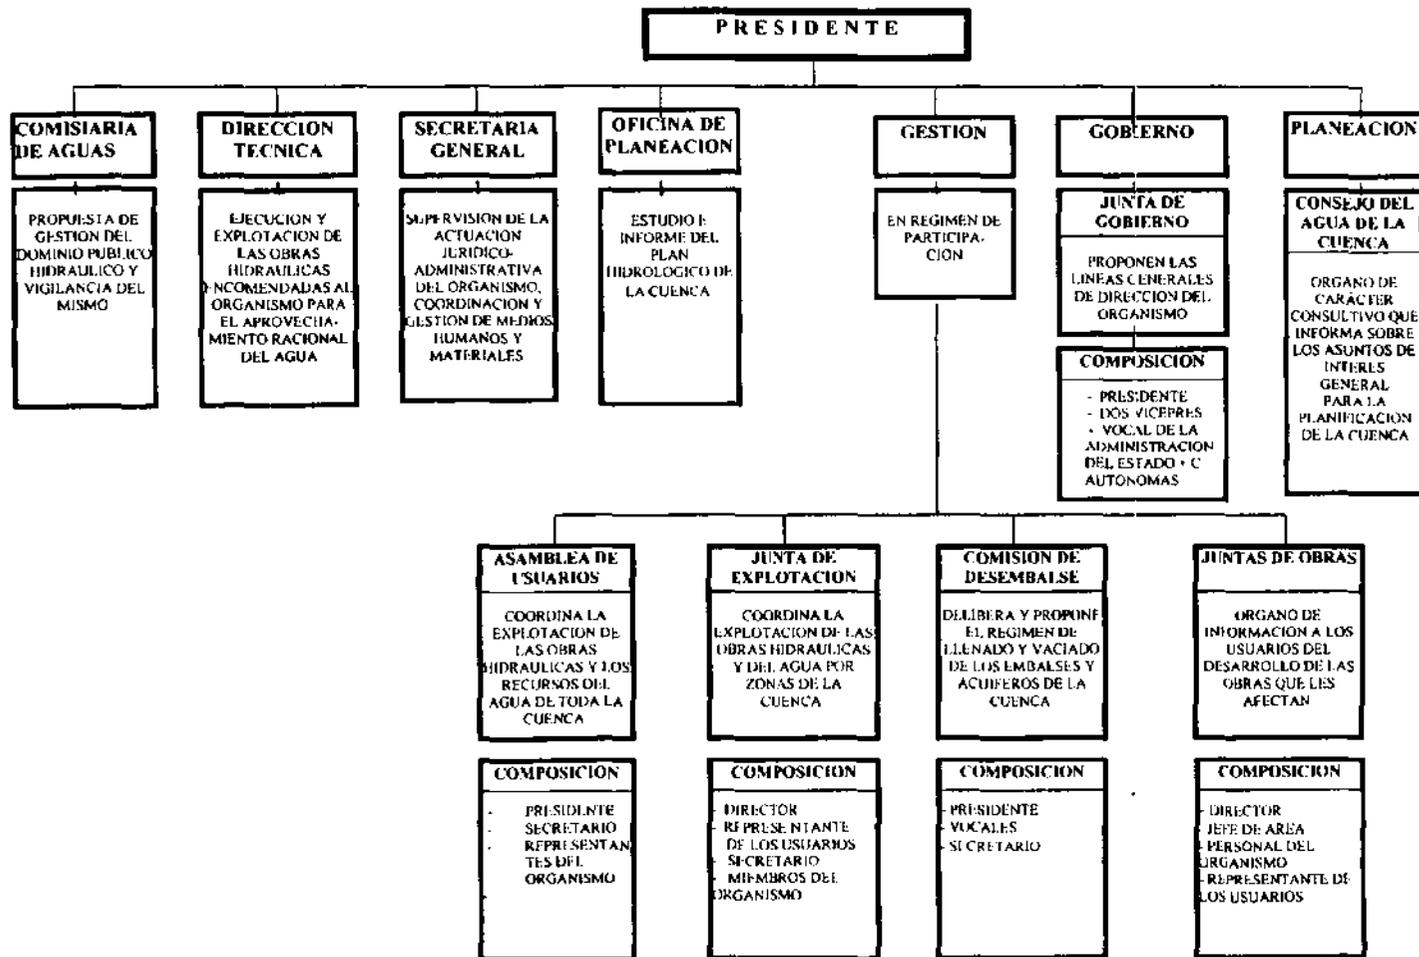 PRESIDENTE
COMISIARIA
DE AGUAS
PROPUESTA DE
GESTION DEL
DOMINIO PUBLICO
HIDRAULICO Y
VIGILANCIA DEL
MISMO
DIRECCION
TECNICA
EJECUCION Y
EXPLOTACION DE
LAS OBRAS
HIDRAULICAS
ENCOMENDADAS AL
ORGANISMO PARA
EL APROVECHA-
MIENTO RACIONAL
DEL AGUA
SECRETARIA
GENERAL
SUPERVISION DE LA
ACTUACION
JURIDICO-
ADMINISTRATIVA
DEL ORGANISMO,
COORDINACION Y
GESTION DE MEDIOS
HUMANOS Y
MATERIALES
OFICINA DE
PLANEACION
ESTUDIO E
INFORME DEL
PLAN
HIDROLOGICO DE
LA CUENCA
GESTION
EN REGIMEN DE
PARTICIPA-
CION
GOBIERNO
JUNTA DE
GOBIERNO
PROPONEN LAS
LINEAS GENERALES
DE DIRECCION DEL
ORGANISMO
COMPOSICION
- PRESIDENTE
- DOS VICEPRES
+ VOCAL DE LA
ADMINISTRACION
DEL ESTADO + C
AUTONOMAS
PLANEACION
CONSEJO DEL
AGUA DE LA
CUENCA
ORGANO DE
CARÁCTER
CONSULTIVO QUE
INFORMA SOBRE
LOS ASUNTOS DE
INTERES
GENERAL
PARA LA
PLANIFICACION
DE LA CUENCA
ASAMBLEA DE
USUARIOS
COORDINA LA
EXPLOTACION DE
LAS OBRAS
HIDRAULICAS Y LOS
RECURSOS DEL
AGUA DE TODA LA
CUENCA
COMPOSICION
- PRESIDENTE
- SECRETARIO
- REPRESENTAN
TES DEL
ORGANISMO
JUNTA DE
EXPLOTACION
COORDINA LA
EXPLOTACION DE LAS
OBRAS HIDRAULICAS
Y DEL AGUA POR
ZONAS DE LA
CUENCA
COMPOSICION
- DIRECTOR
- REPRESENTANTE
DE LOS USUARIOS
- SECRETARIO
- MIEMBROS DEL
ORGANISMO
COMISION DE
DESEMBALSE
DELIBERA Y PROPONE
EL REGIMEN DE
LLENADO Y VACIADO
DE LOS EMBALSES Y
ACUIFEROS DE LA
CUENCA
COMPOSICION
- PRESIDENTE
- VOCALES
- SECRETARIO
JUNTAS DE OBRAS
ORGANO DE
INFORMACION A LOS
USUARIOS DEL
DESARROLLO DE LAS
OBRAS QUE LES
AFECTAN
COMPOSICION
- DIRECTOR
- JEFE DE AREA
- PERSONAL DEL
ORGANISMO
- REPRESENTANTE DE
LOS USUARIOS